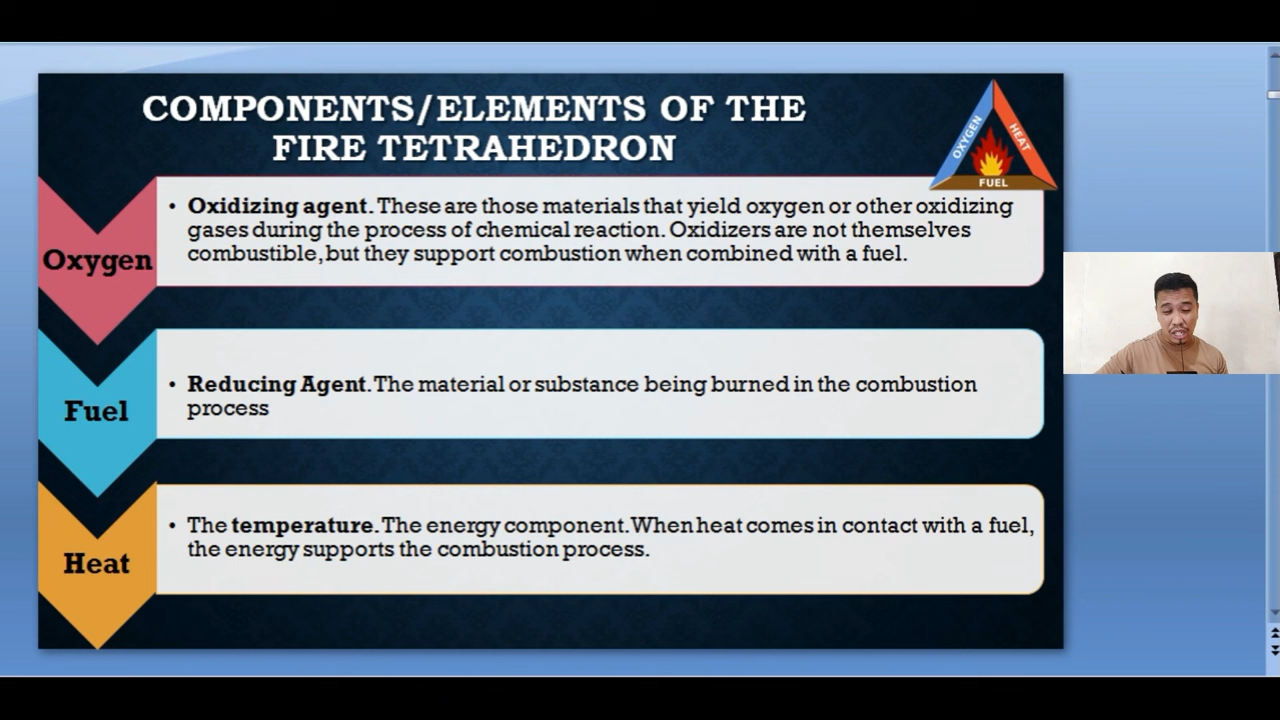 COMPONENTS/ELEMENTS OF THE
FIRE TETRAHEDRON
OXYGEN
HEAT
FUEL
Oxygen
• Oxidizing agent. These are those materials that yield oxygen or other oxidizing
gases during the process of chemical reaction. Oxidizers are not themselves
combustible, but they support combustion when combined with a fuel.
Fuel
• Reducing Agent. The material or substance being burned in the combustion
process
Heat
• The temperature. The energy component. When heat comes in contact with a fuel,
the energy supports the combustion process.